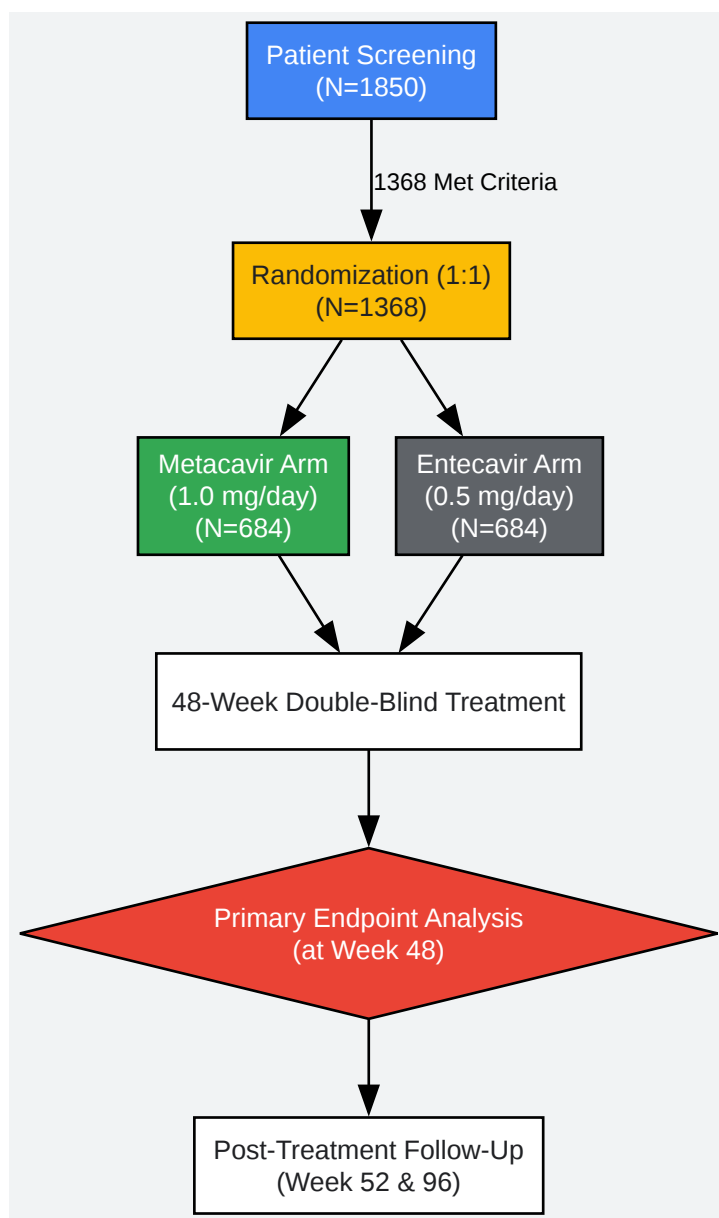 Patient Screening
(N=1850)
1368 Met Criteria
Randomization (1:1)
(N=1368)
Metacavir Arm
(1.0 mg/day)
(N=684)
Entecavir Arm
(0.5 mg/day)
(N=684)
48-Week Double-Blind Treatment
Primary Endpoint Analysis
(at Week 48)
Post-Treatment Follow-Up
(Week 52 & 96)